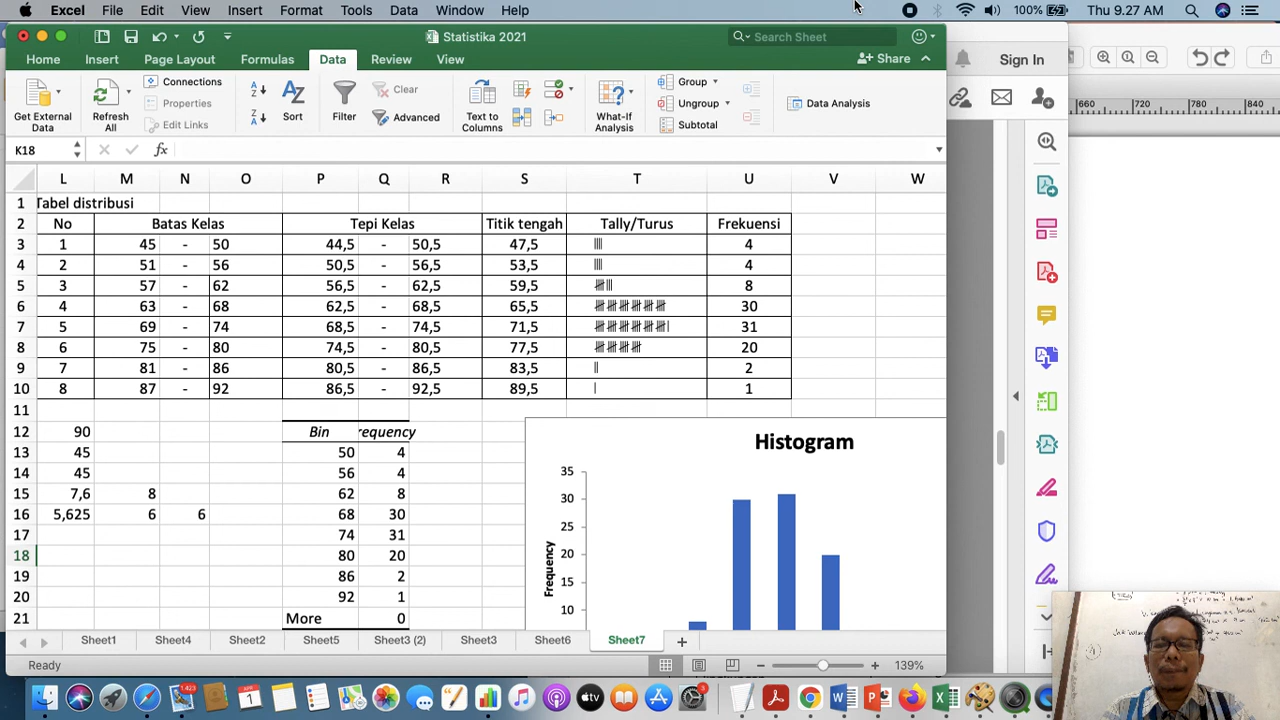 Excel File Edit View Insert Format Tools Data Window Help 100% Thu 9.27 AM
Statistika 2021
Search Sheet
Sign In
Home Insert Page Layout Formulas Data Review View
Share
Get External Data
Refresh All
Connections
Properties
Edit Links
Sort
Filter
Clear
Advanced
Text to Columns
What-If Analysis
Group
Ungroup
Subtotal
Data Analysis
660 720 780 840
K18
fx
L M N O P Q R S T U V W
1 Tabel distribusi
2 No Batas Kelas Tepi Kelas Titik tengah Tally/Turus Frekuensi
3 1 45 - 50 44,5 - 50,5 47,5 4
4 2 51 - 56 50,5 - 56,5 53,5 4
5 3 57 - 62 56,5 - 62,5 59,5 8
6 4 63 - 68 62,5 - 68,5 65,5 30
7 5 69 - 74 68,5 - 74,5 71,5 31
8 6 75 - 80 74,5 - 80,5 77,5 20
9 7 81 - 86 80,5 - 86,5 83,5 2
10 8 87 - 92 86,5 - 92,5 89,5 1
11
12 90 Bin requency
13 45 50 4
14 45 56 4
15 7,6 8 62 8
16 5,625 6 6 68 30
17 74 31
18 80 20
19 86 2
20 92 1
21 More 0
Histogram
Frequency
35
30
25
20
15
10
Sheet1 Sheet4 Sheet2 Sheet5 Sheet3 (2) Sheet3 Sheet6 Sheet7
Ready
139%